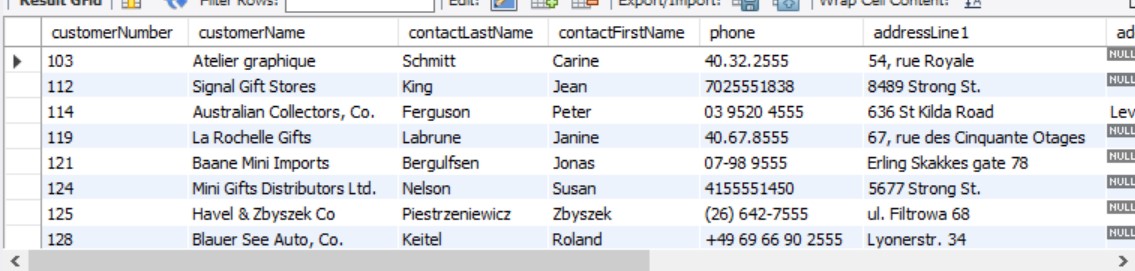 Result Grid Filter Rows: Edit: Export/Import: Wrap Cell Content: IA
customerNumber customerName contactLastName contactFirstName phone addressLine1 ad
103 Atelier graphique Schmitt Carine 40.32.2555 54, rue Royale NULL
112 Signal Gift Stores King Jean 7025551838 8489 Strong St. NULL
114 Australian Collectors, Co. Ferguson Peter 03 9520 4555 636 St Kilda Road Lev
119 La Rochelle Gifts Labrune Janine 40.67.8555 67, rue des Cinquante Otages NULL
121 Baane Mini Imports Bergulfsen Jonas 07-98 9555 Erling Skakkes gate 78 NULL
124 Mini Gifts Distributors Ltd. Nelson Susan 4155551450 5677 Strong St. NULL
125 Havel & Zbyszek Co Piestrzeniewicz Zbyszek (26) 642-7555 ul. Filtrowa 68 NULL
128 Blauer See Auto, Co. Keitel Roland +49 69 66 90 2555 Lyonerstr. 34 NULL